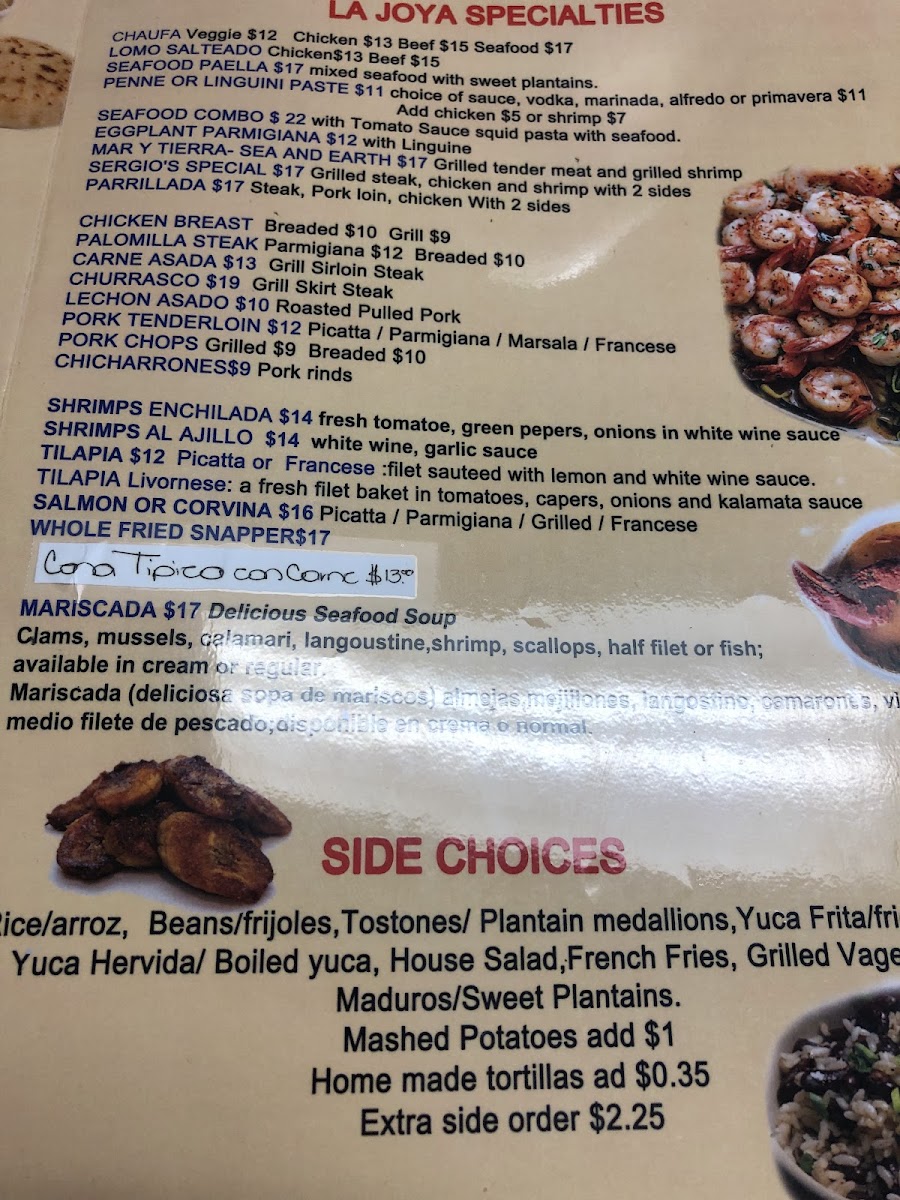 LA JOYA SPECIALTIES
CHAUFA Veggie $12 Chicken $13 Beef $15 Seafood $17
LOMO SALTEADO Chicken$13 Beef $15
SEAFOOD PAELLA $17 mixed seafood with sweet plantains.
PENNE OR LINGUINI PASTE $11 choice of sauce, vodka, marinada, alfredo or primavera $11
Add chicken $5 or shrimp $7
SEAFOOD COMBO $ 22 with Tomato Sauce squid pasta with seafood.
EGGPLANT PARMIGIANA $12 with Linguine
MAR Y TIERRA- SEA AND EARTH $17 Grilled tender meat and grilled shrimp
SERGIO'S SPECIAL $17 Grilled steak, chicken and shrimp with 2 sides
PARRILLADA $17 Steak, Pork loin, chicken With 2 sides
CHICKEN BREAST Breaded $10 Grill $9
PALOMILLA STEAK Parmigiana $12 Breaded $10
CARNE ASADA $13 Grill Sirloin Steak
CHURRASCO $19 Grill Skirt Steak
LECHON ASADO $10 Roasted Pulled Pork
PORK TENDERLOIN $12 Picatta / Parmigiana / Marsala / Francese
PORK CHOPS Grilled $9 Breaded $10
CHICHARRONES$9 Pork rinds
SHRIMPS ENCHILADA $14 fresh tomatoe, green pepers, onions in white wine sauce
SHRIMPS AL AJILLO $14 white wine, garlic sauce
TILAPIA $12 Picatta or Francese :filet sauteed with lemon and white wine sauce.
TILAPIA Livornese: a fresh filet baket in tomatoes, capers, onions and kalamata sauce
SALMON OR CORVINA $16 Picatta / Parmigiana / Grilled / Francese
WHOLE FRIED SNAPPER$17
Cena Tipica con Carne $13.00
MARISCADA $17 Delicious Seafood Soup
Clams, mussels, calamari, langoustine,shrimp, scallops, half filet or fish;
available in cream or regular.
Mariscada (deliciosa sopa de mariscos) almejas,mejillones, langostino, camarones, vi
medio filete de pescado;disponible en crema o normal.
SIDE CHOICES
Rice/arroz, Beans/frijoles,Tostones/ Plantain medallions,Yuca Frita/fri
Yuca Hervida/ Boiled yuca, House Salad,French Fries, Grilled Vage
Maduros/Sweet Plantains.
Mashed Potatoes add $1
Home made tortillas ad $0.35
Extra side order $2.25